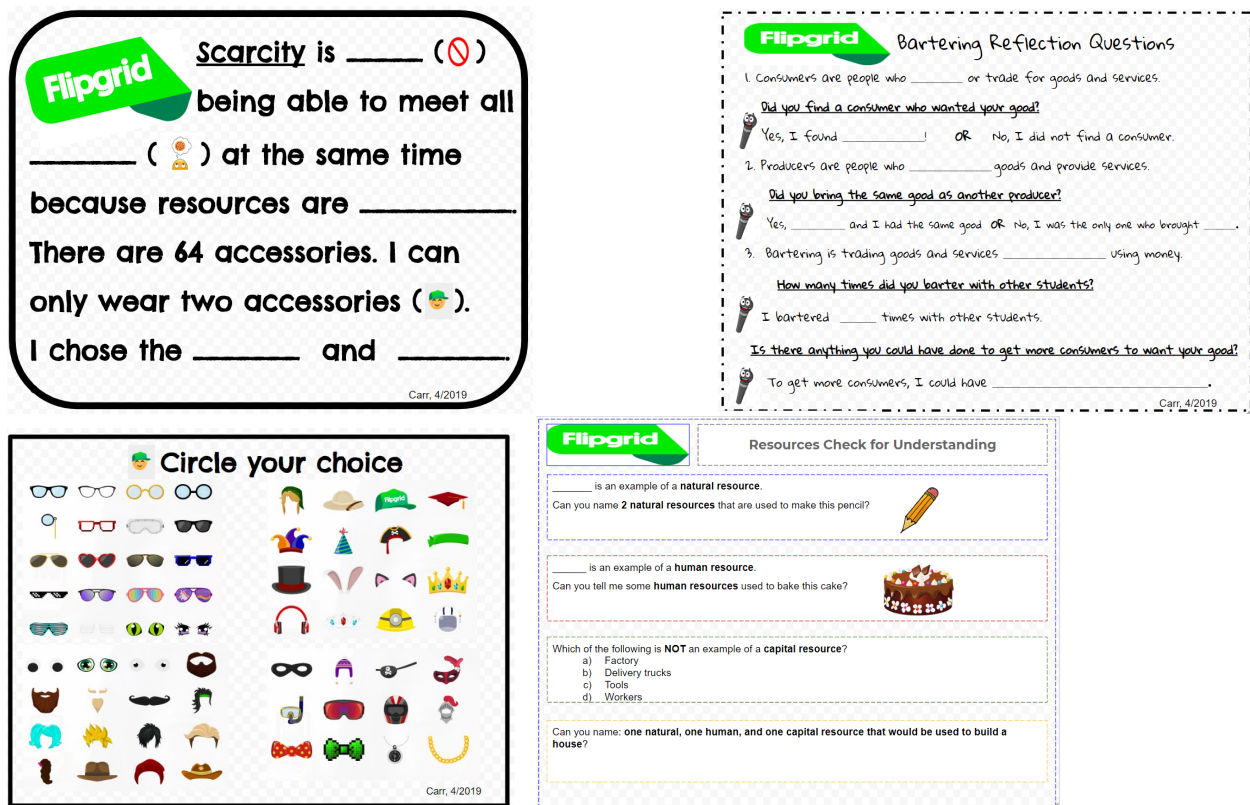 Flipgrid
Scarcity is ______ ( )
being able to meet all
________ ( ) at the same time
because resources are ____________.
There are 64 accessories. I can
only wear two accessories ( ).
I chose the ________ and ________.
Carr, 4/2019
Flipgrid
Bartering Reflection Questions
1. Consumers are people who ________ or trade for goods and services.
Did you find a consumer who wanted your good?
Yes, I found ____________! OR No, I did not find a consumer.
2. Producers are people who ____________ goods and provide services.
Did you bring the same good as another producer?
Yes, ________ and I had the same good OR No, I was the only one who brought _____.
3. Bartering is trading goods and services ______________ using money.
How many times did you barter with other students?
I bartered _____ times with other students.
Is there anything you could have done to get more consumers to want your good?
To get more consumers, I could have ______________________________.
Carr, 4/2019
Circle your choice
Flipgrid
Carr, 4/2019
Flipgrid
Resources Check for Understanding
_______ is an example of a natural resource.
Can you name 2 natural resources that are used to make this pencil?
______ is an example of a human resource.
Can you tell me some human resources used to bake this cake?
Which of the following is NOT an example of a capital resource?
a) Factory
b) Delivery trucks
c) Tools
d) Workers
Can you name: one natural, one human, and one capital resource that would be used to build a
house?